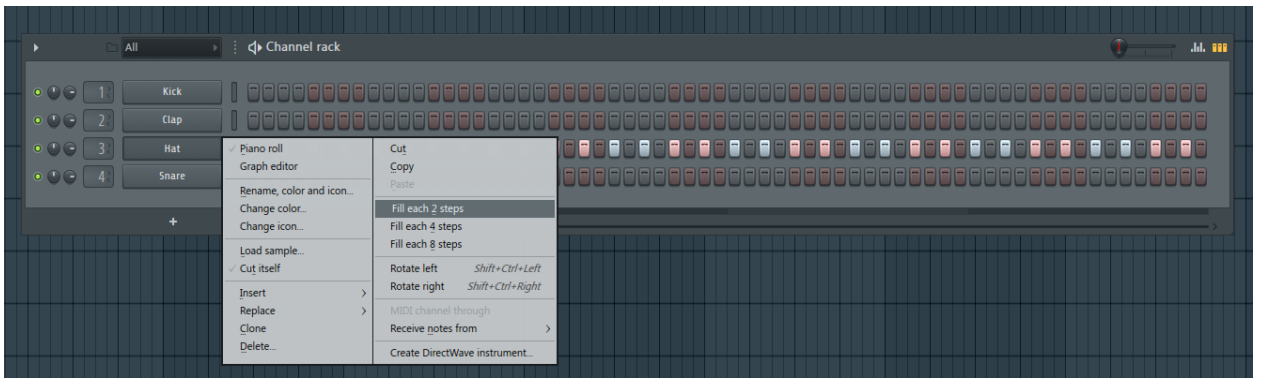 All
Channel rack
1 Kick
2 Clap
3 Hat
4 Snare
+
Piano roll
Graph editor
Rename, color and icon...
Change color...
Change icon...
Load sample...
Cut itself
Insert
Replace
Clone
Delete...
Cut
Copy
Paste
Fill each 2 steps
Fill each 4 steps
Fill each 8 steps
Rotate left Shift+Ctrl+Left
Rotate right Shift+Ctrl+Right
MIDI channel through
Receive notes from
Create DirectWave instrument...